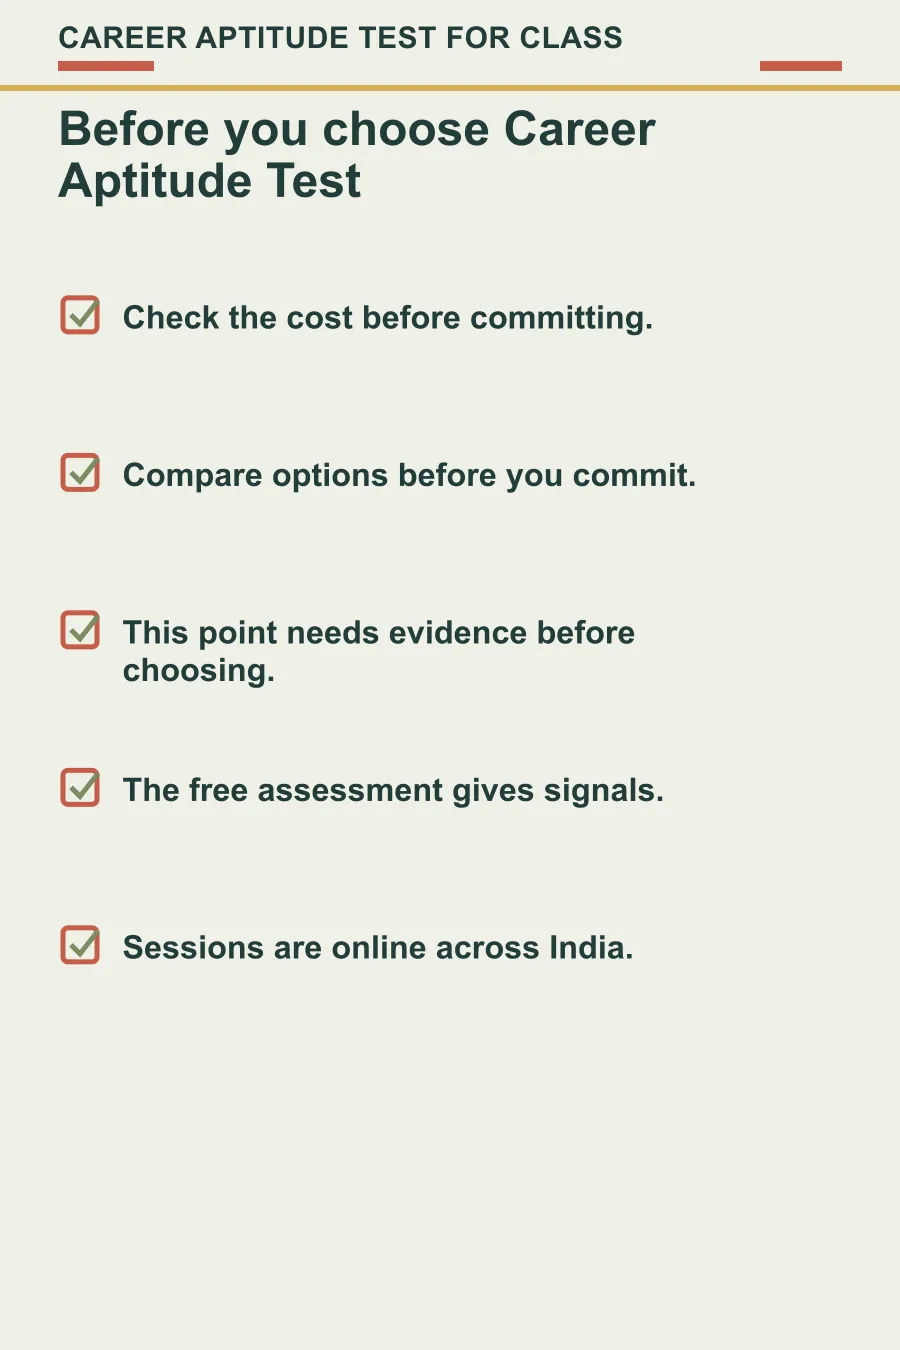 CAREER APTITUDE TEST FOR CLASS
Before you choose Career
Aptitude Test
Check the cost before committing.
Compare options before you commit.
This point needs evidence before
choosing.
The free assessment gives signals.
Sessions are online across India.